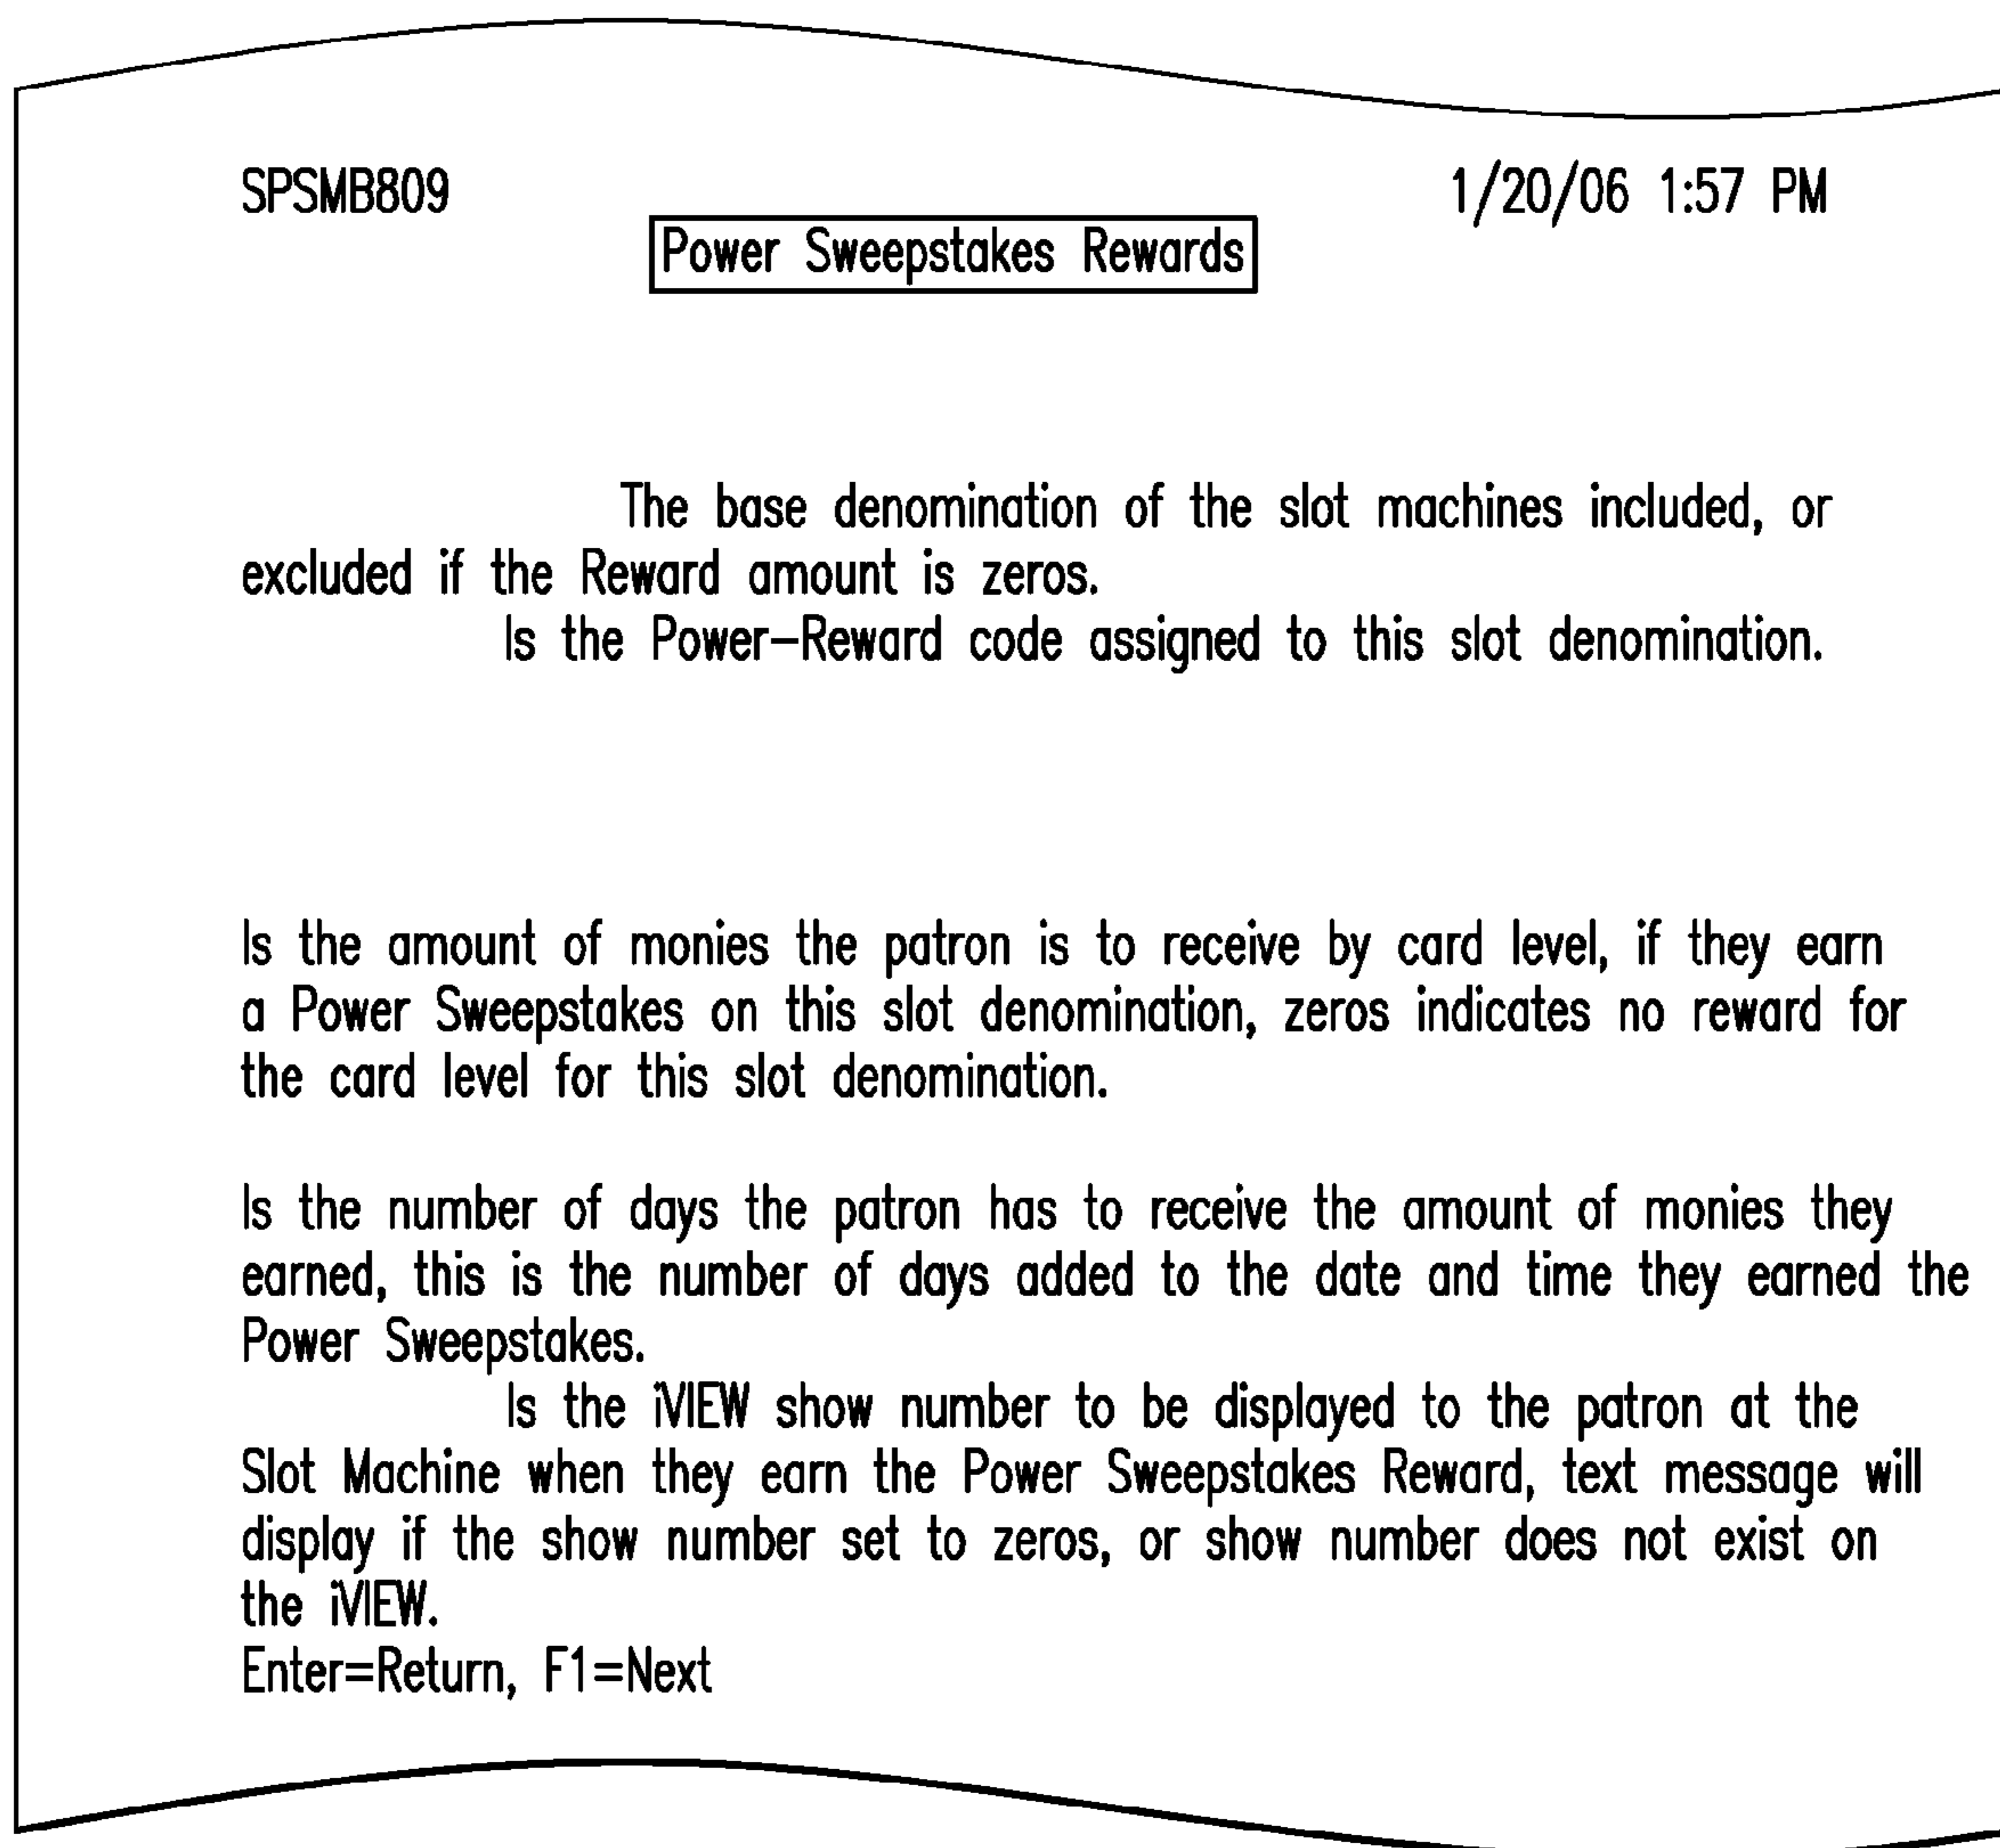 SPSMB809 1/20/06 1:57 PM
Power Sweepstakes Rewards
The base denomination of the slot machines included, or
excluded if the Reward amount is zeros.
Is the Power-Reward code assigned to this slot denomination.
Is the amount of monies the patron is to receive by card level, if they earn
a Power Sweepstakes on this slot denomination, zeros indicates no reward for
the card level for this slot denomination.
Is the number of days the patron has to receive the amount of monies they
earned, this is the number of days added to the date and time they earned the
Power Sweepstakes.
Is the iVIEW show number to be displayed to the patron at the
Slot Machine when they earn the Power Sweepstakes Reward, text message will
display if the show number set to zeros, or show number does not exist on
the iVIEW.
Enter=Return, F1=Next